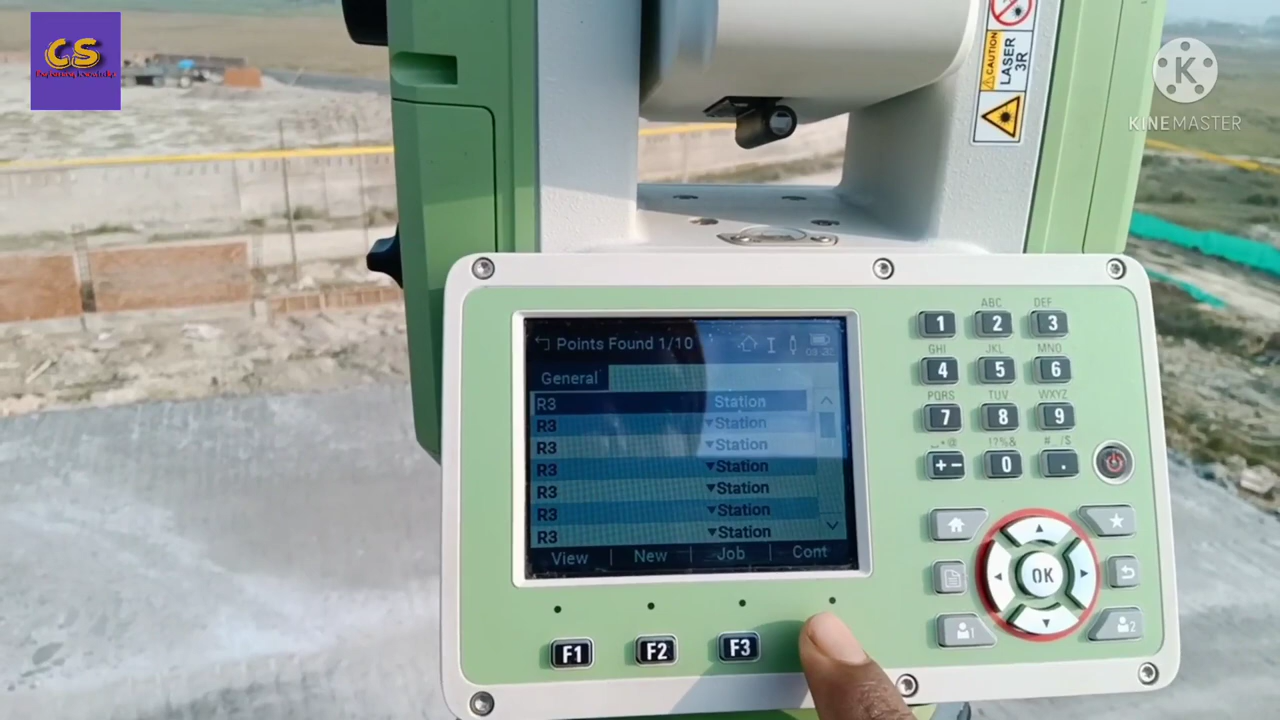 CS
KINEMASTER
CAUTION
LASER
3R
Points Found 1/10
General
R3 Station
R3 Station
R3 Station
R3 Station
R3 Station
R3 Station
R3 Station
View New Job Cont
F1 F2 F3
ABC DEF
1 2 3
GHI JKL MNO
4 5 6
PQRS TUV WXYZ
7 8 9
!?%& #_/$
+- 0 .
OK
1
2